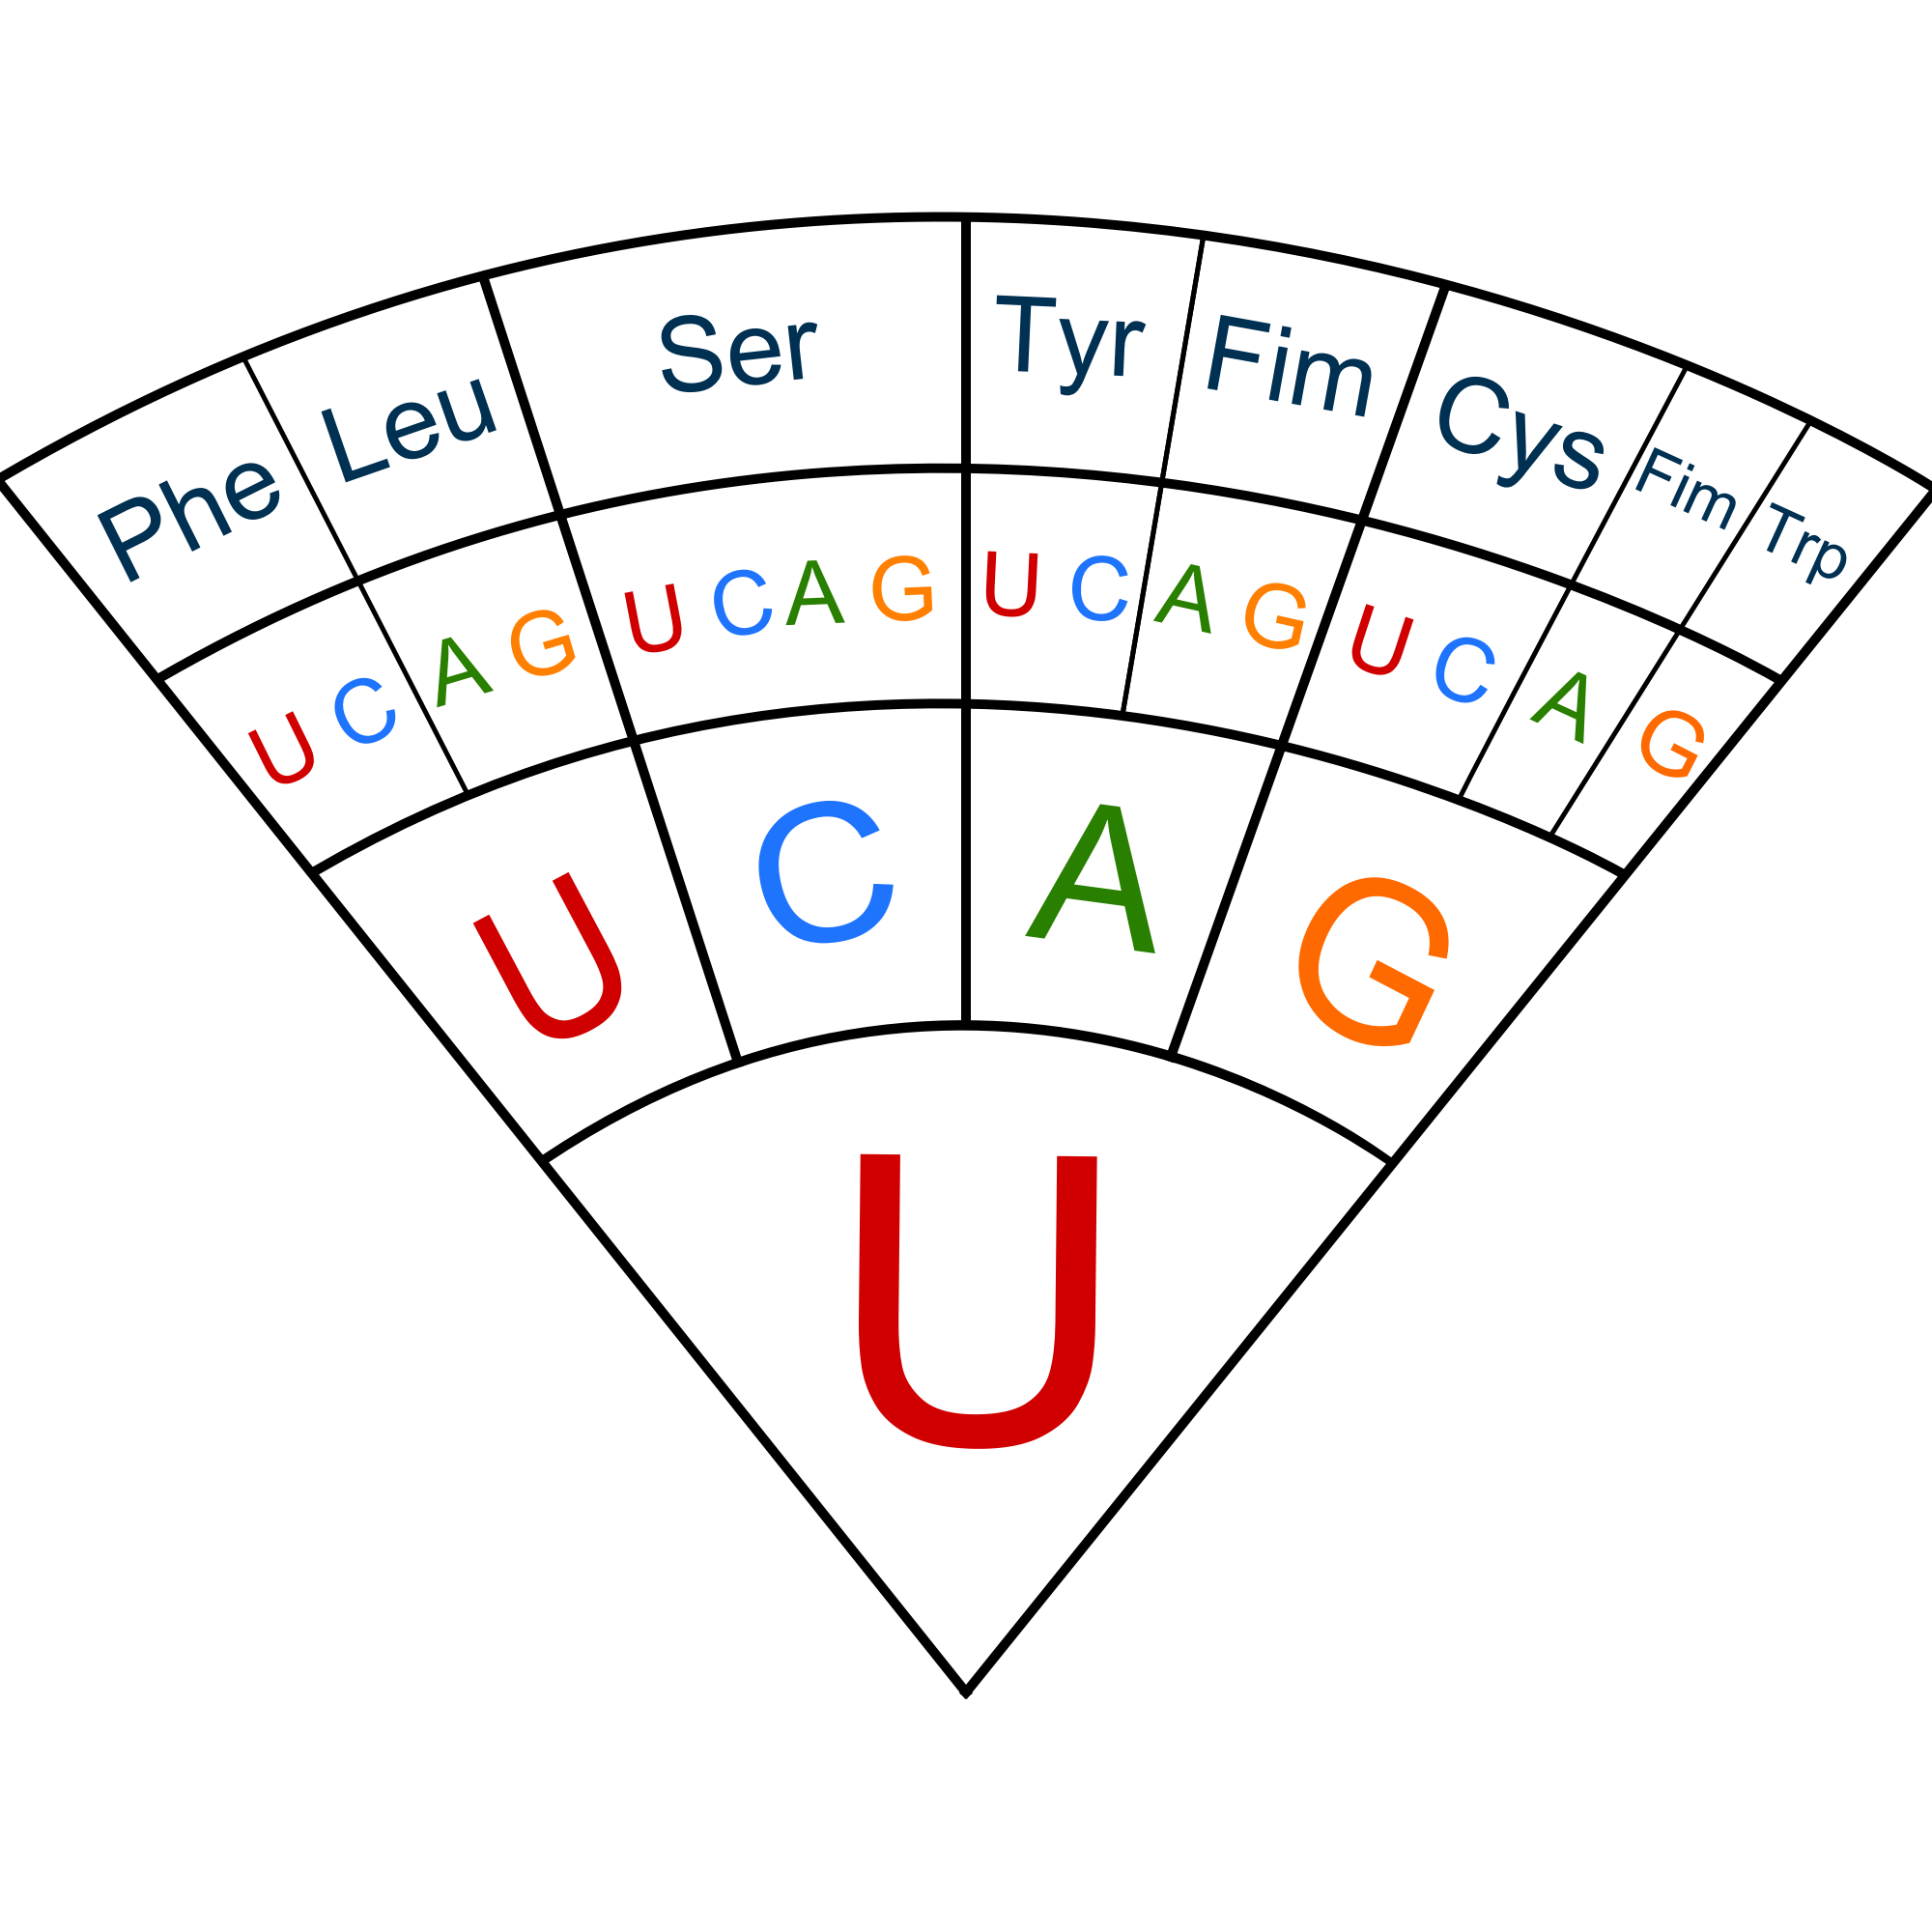 Phe Leu Ser Tyr Fim Cys Fim Trp
U C A G U C A G U C A G U C A G
U C A G
U